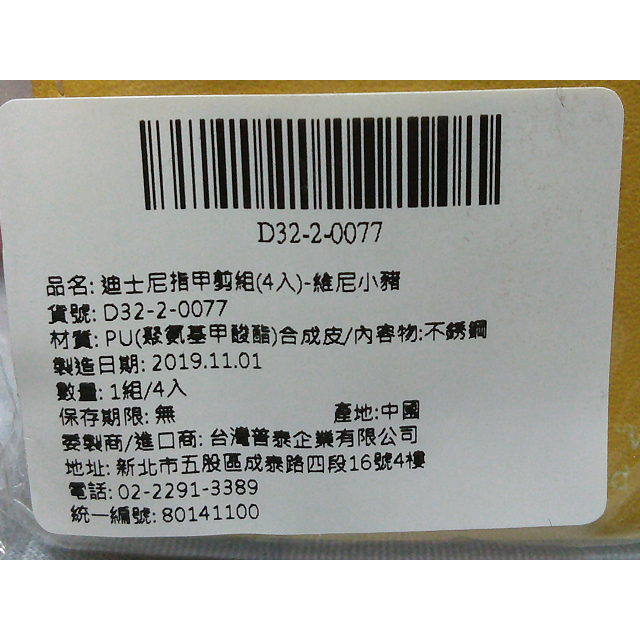 D32-2-0077
品名: 迪士尼指甲剪組(4入)-維尼小豬
貨號: D32-2-0077
材質: PU(聚氨基甲酸酯)合成皮/內容物:不銹鋼
製造日期: 2019.11.01
數量: 1組/4入
保存期限: 無 產地:中國
委製商/進口商: 台灣普泰企業有限公司
地址: 新北市五股區成泰路四段16號4樓
電話: 02-2291-3389
統一編號: 80141100